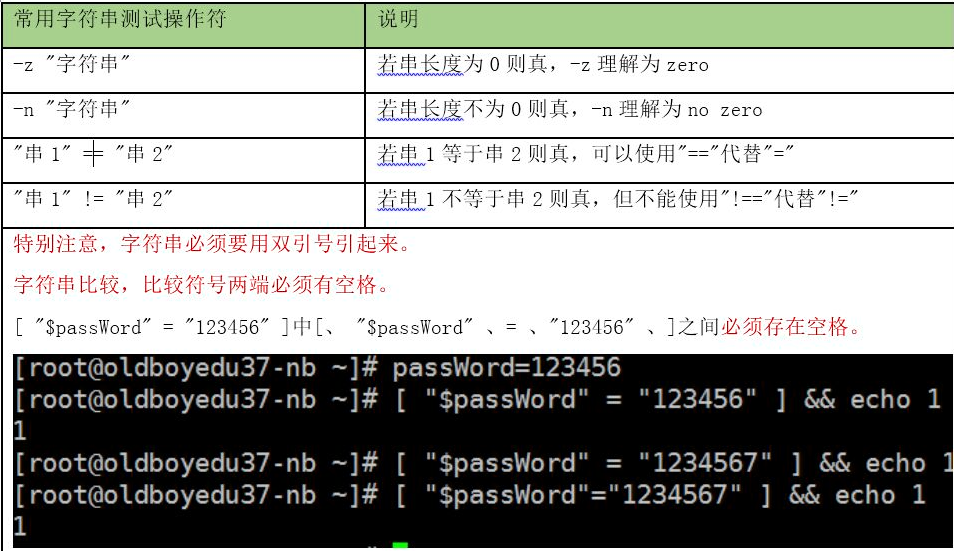 常用字符串测试操作符 说明
-z "字符串" 若串长度为0则真，-z理解为zero
-n "字符串" 若串长度不为0则真，-n理解为no zero
"串1" = "串2" 若串1等于串2则真，可以使用"=="代替"="
"串1" != "串2" 若串1不等于串2则真，但不能使用"!=="代替"!="
特别注意，字符串必须要用双引号引起来。
字符串比较，比较符号两端必须有空格。
[ "$passWord" = "123456" ]中[、 "$passWord" 、= 、"123456" 、]之间必须存在空格。
[root@oldboyedu37-nb ~]# passWord=123456
[root@oldboyedu37-nb ~]# [ "$passWord" = "123456" ] && echo 1
1
[root@oldboyedu37-nb ~]# [ "$passWord" = "1234567" ] && echo 1
[root@oldboyedu37-nb ~]# [ "$passWord"="1234567" ] && echo 1
1